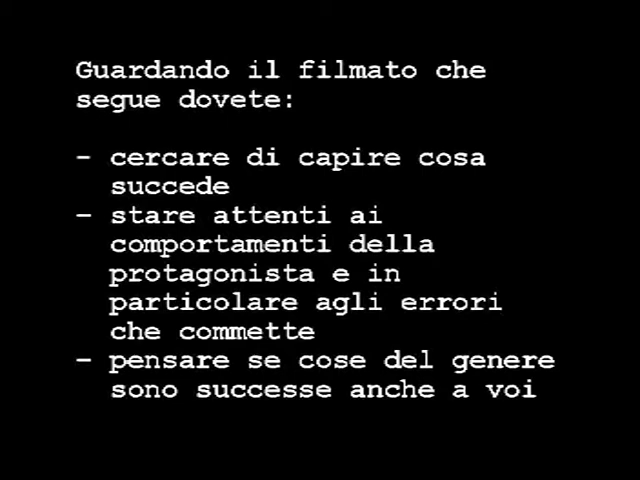 Guardando il filmato che
segue dovete:
- cercare di capire cosa
succede
- stare attenti ai
comportamenti della
protagonista e in
particolare agli errori
che commette
- pensare se cose del genere
sono successe anche a voi